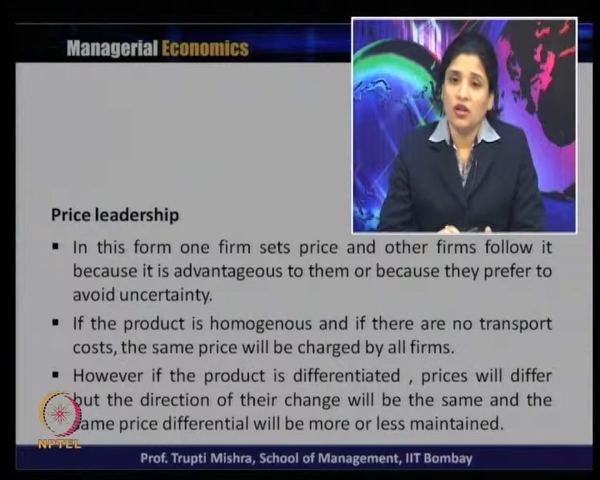 Managerial Economics
Price leadership
▪ In this form one firm sets price and other firms follow it
because it is advantageous to them or because they prefer to
avoid uncertainty.
▪ If the product is homogenous and if there are no transport
costs, the same price will be charged by all firms.
▪ However if the product is differentiated , prices will differ
but the direction of their change will be the same and the
same price differential will be more or less maintained.
NPTEL
Prof. Trupti Mishra, School of Management, IIT Bombay